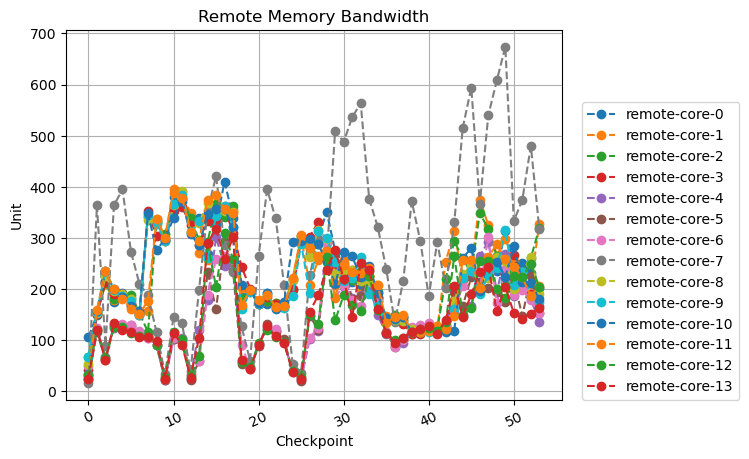 Remote Memory Bandwidth
700
600
500
400
300
200
100
0
Unit
0
10
20
30
40
50
Checkpoint
remote-core-0
remote-core-1
remote-core-2
remote-core-3
remote-core-4
remote-core-5
remote-core-6
remote-core-7
remote-core-8
remote-core-9
remote-core-10
remote-core-11
remote-core-12
remote-core-13